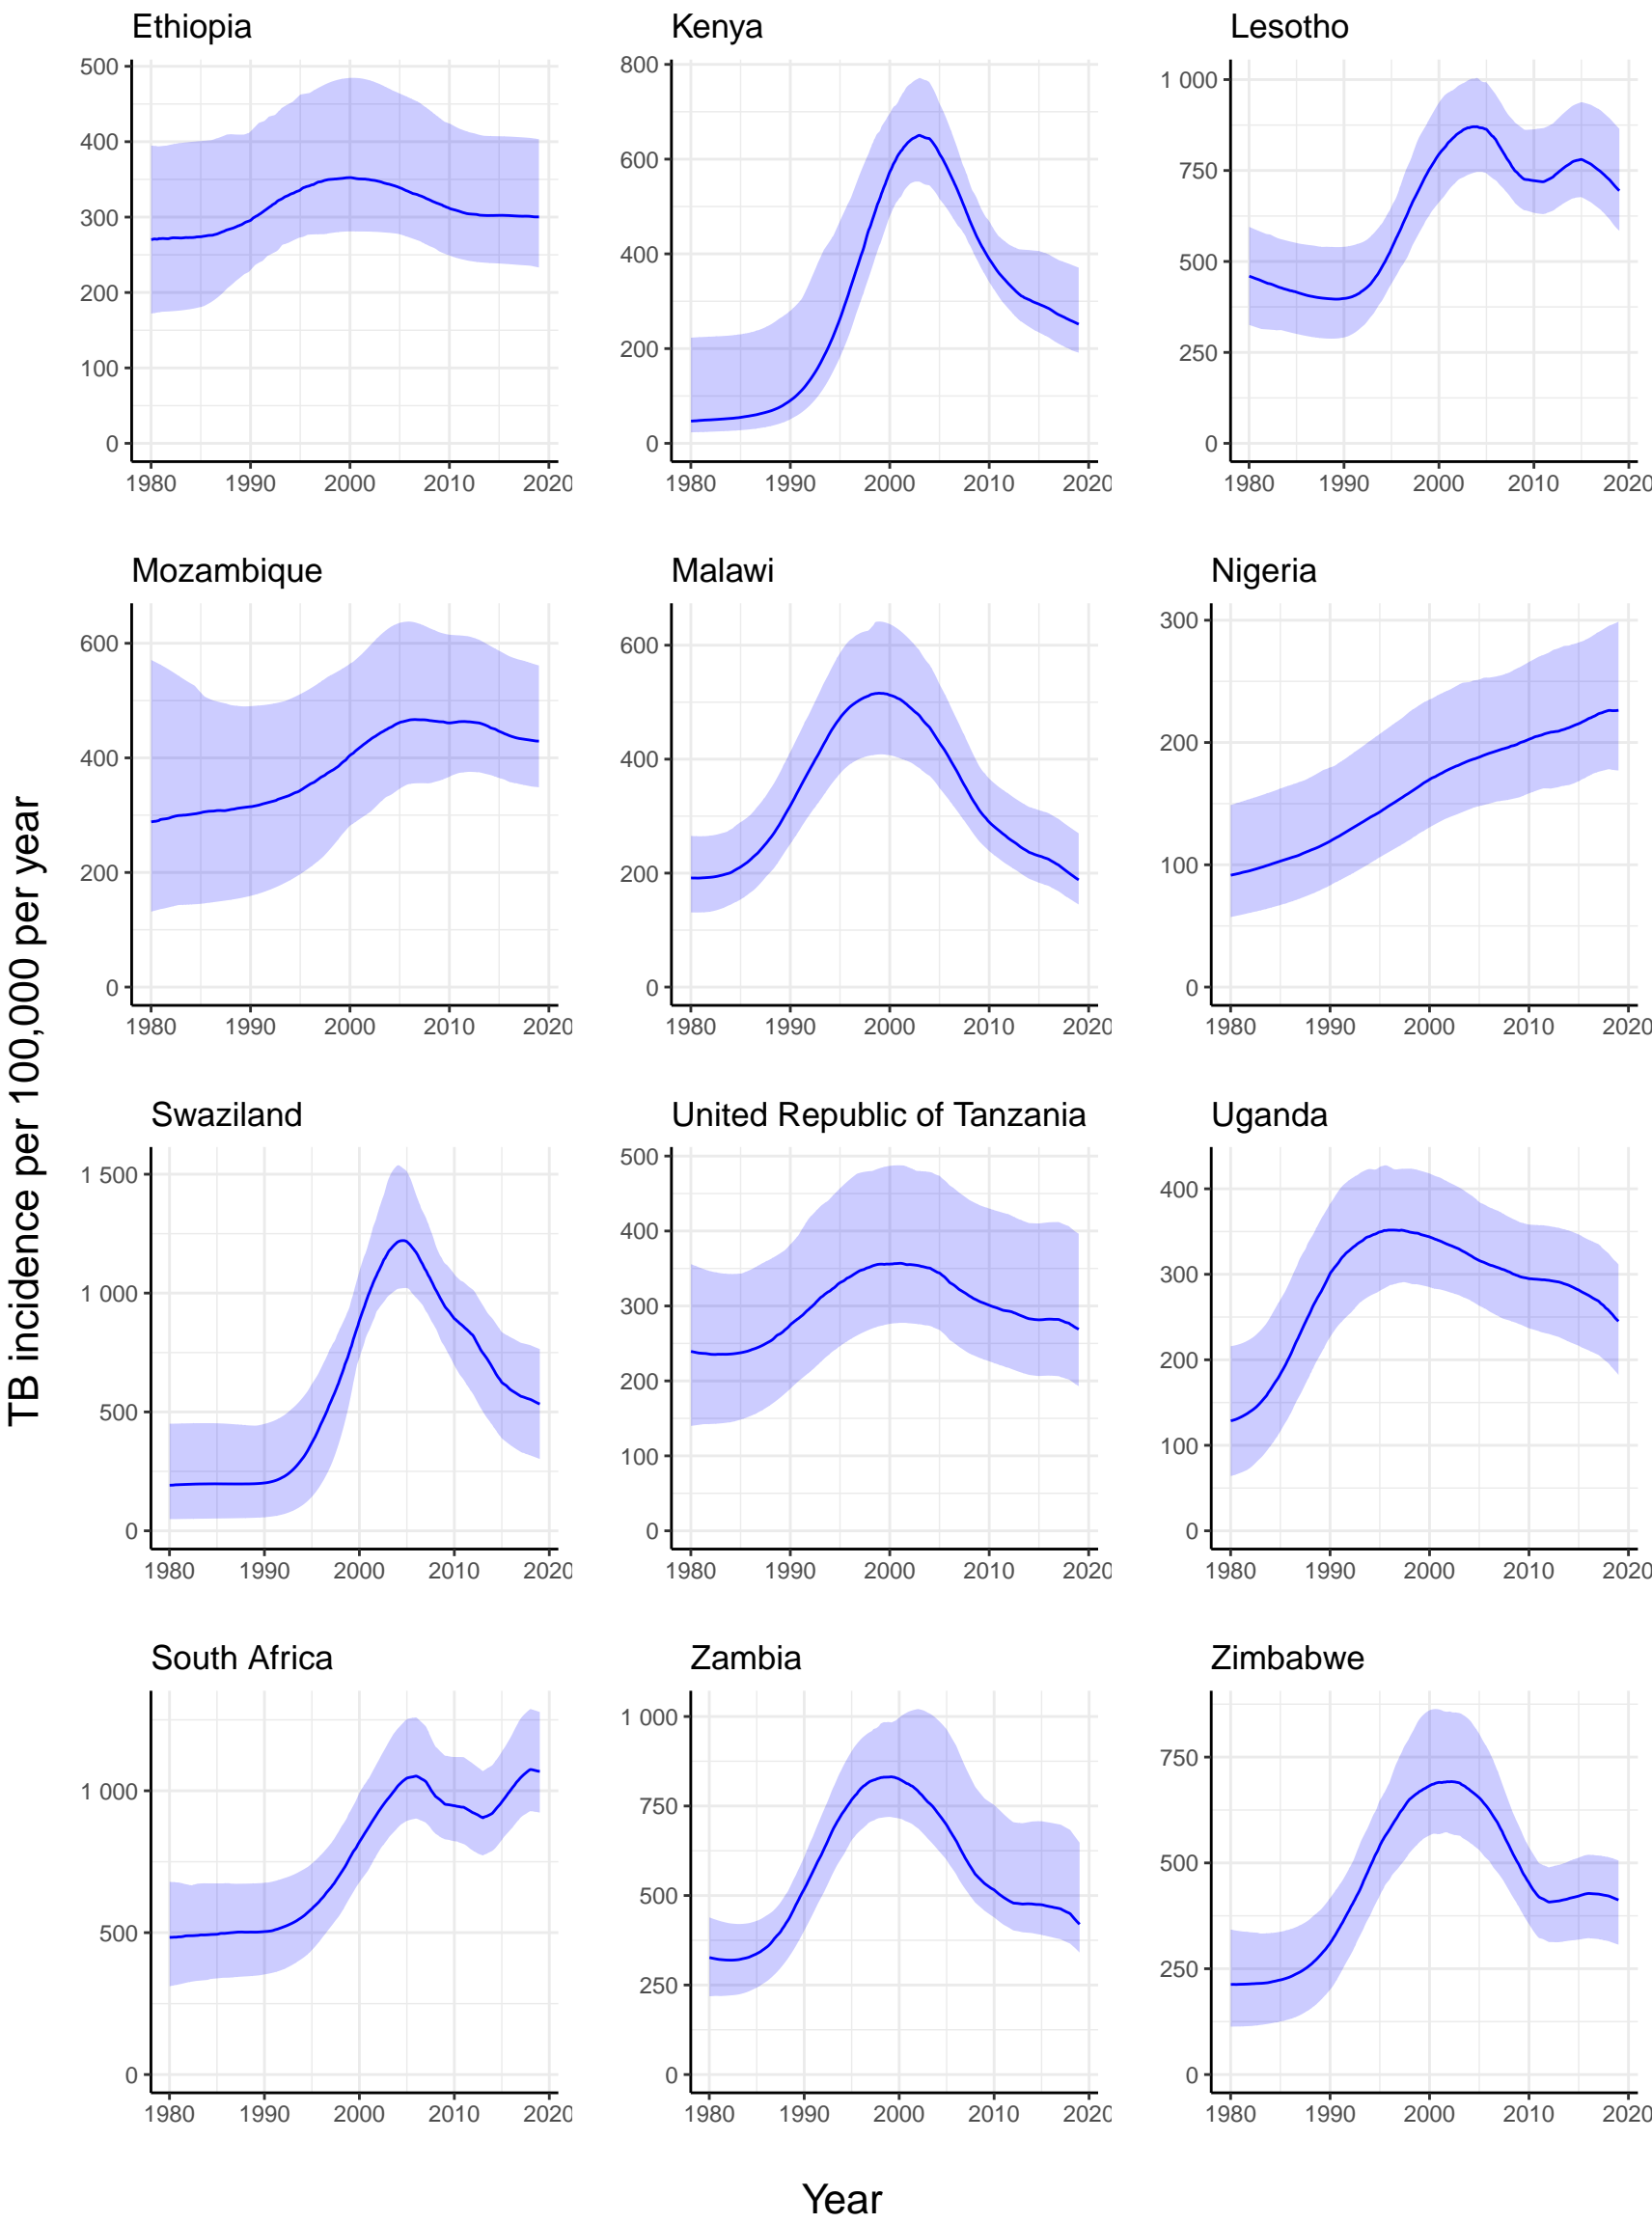 Ethiopia
Kenya
Lesotho
500
400
300
200
100
0
1980 1990 2000 2010 2020
800
600
400
200
0
1980 1990 2000 2010 2020
1 000
750
500
250
0
1980 1990 2000 2010 2020
Mozambique
Malawi
Nigeria
600
400
200
0
1980 1990 2000 2010 2020
600
400
200
0
1980 1990 2000 2010 2020
300
200
100
0
1980 1990 2000 2010 2020
TB incidence per 100,000 per year
Swaziland
United Republic of Tanzania
Uganda
1 500
1 000
500
0
1980 1990 2000 2010 2020
500
400
300
200
100
0
1980 1990 2000 2010 2020
400
300
200
100
0
1980 1990 2000 2010 2020
South Africa
Zambia
Zimbabwe
1 000
500
0
1980 1990 2000 2010 2020
1 000
750
500
250
0
1980 1990 2000 2010 2020
750
500
250
0
1980 1990 2000 2010 2020
Year